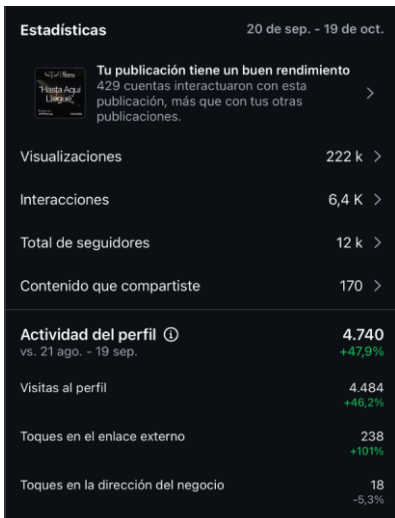 Estadísticas 20 de sep. - 19 de oct.
"Hasta Aquí
Llegue"
Tu publicación tiene un buen rendimiento
429 cuentas interactuaron con esta
publicación, más que con tus otras
publicaciones.
Visualizaciones 222 k
Interacciones 6,4 K
Total de seguidores 12 k
Contenido que compartiste 170
Actividad del perfil 4.740
vs. 21 ago. - 19 sep. +47,9%
Visitas al perfil 4.484
+46,2%
Toques en el enlace externo 238
+101%
Toques en la dirección del negocio 18
-5,3%